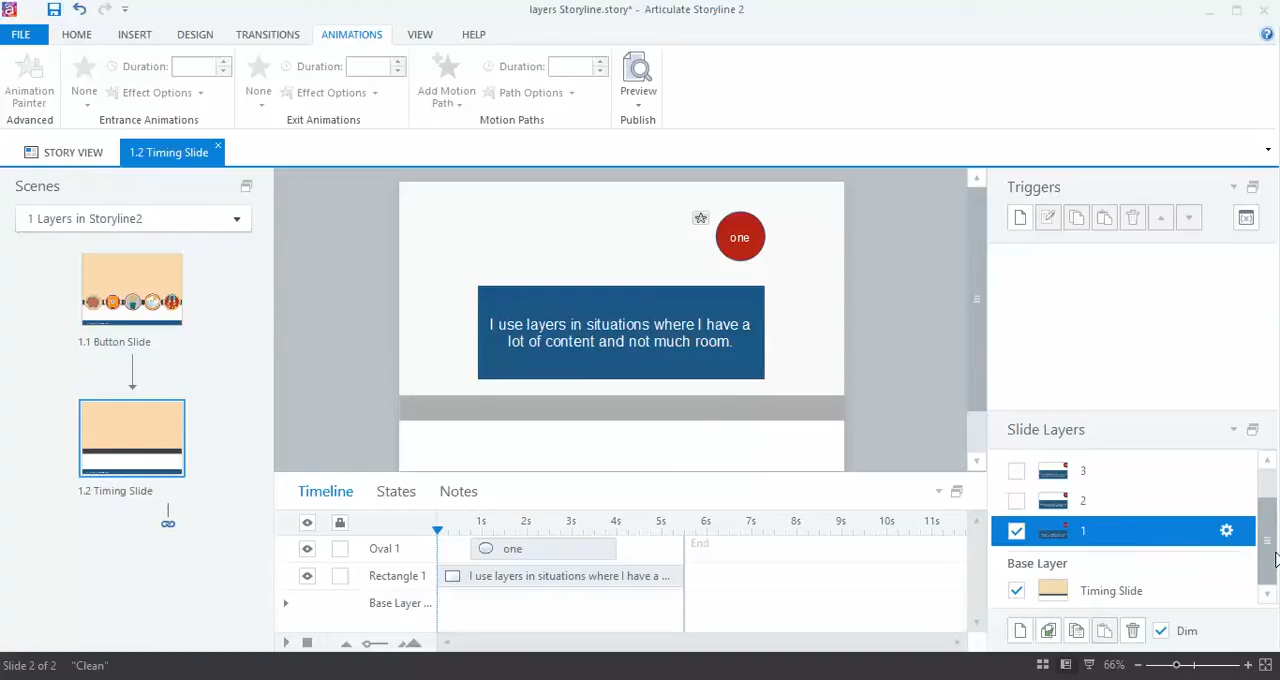 layers Storyline.story* - Articulate Storyline 2
FILE HOME INSERT DESIGN TRANSITIONS ANIMATIONS VIEW HELP
Animation Painter
Advanced
None
Duration:
Effect Options
Entrance Animations
None
Duration:
Effect Options
Exit Animations
Add Motion Path
Duration:
Path Options
Motion Paths
Preview
Publish
STORY VIEW
1.2 Timing Slide
Scenes
1 Layers in Storyline2
1.1 Button Slide
1.2 Timing Slide
one
I use layers in situations where I have a
lot of content and not much room.
Triggers
Slide Layers
3
2
1
Base Layer
Timing Slide
Dim
Timeline States Notes
1s 2s 3s 4s 5s 6s 7s 8s 9s 10s 11s
Oval 1
one
End
Rectangle 1
I use layers in situations where I have a ...
Base Layer ...
Slide 2 of 2
"Clean"
66%